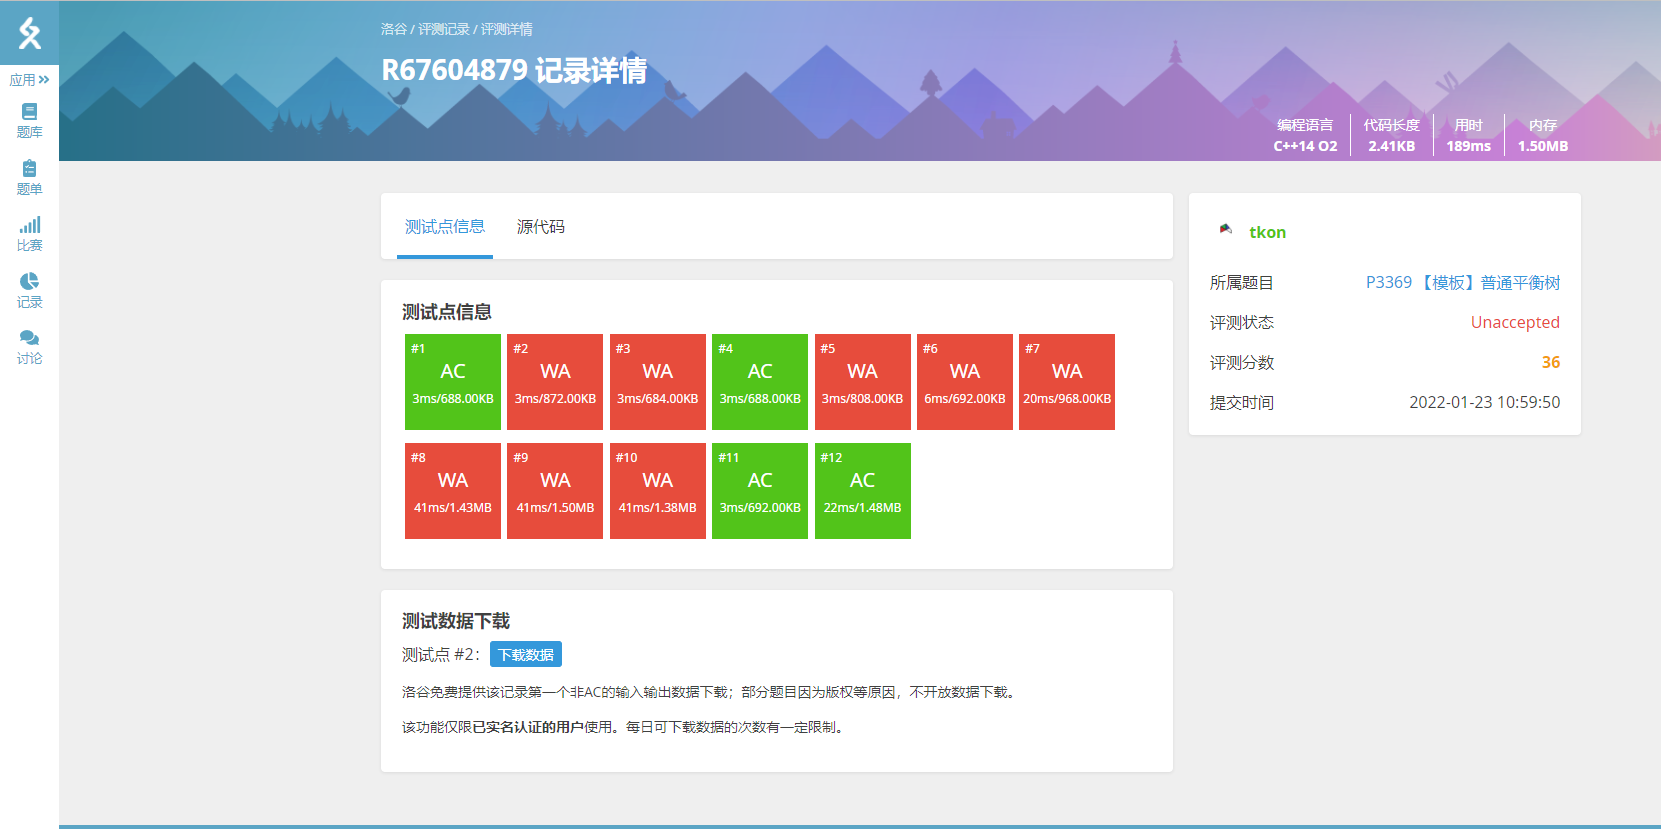 洛谷 / 评测记录 / 评测详情
R67604879 记录详情
编程语言 代码长度 用时 内存
C++14 O2 2.41KB 189ms 1.50MB
应用
题库
题单
比赛
记录
讨论
测试点信息 源代码
测试点信息
#1 #2 #3 #4 #5 #6 #7
AC WA WA AC WA WA WA
3ms/688.00KB 3ms/872.00KB 3ms/684.00KB 3ms/688.00KB 3ms/808.00KB 6ms/692.00KB 20ms/968.00KB
#8 #9 #10 #11 #12
WA WA WA AC AC
41ms/1.43MB 41ms/1.50MB 41ms/1.38MB 3ms/692.00KB 22ms/1.48MB
测试数据下载
测试点 #2： 下载数据
洛谷免费提供该记录第一个非AC的输入输出数据下载；部分题目因为版权等原因，不开放数据下载。
该功能仅限已实名认证的用户使用。每日可下载数据的次数有一定限制。
tkon
所属题目 P3369 【模板】普通平衡树
评测状态 Unaccepted
评测分数 36
提交时间 2022-01-23 10:59:50